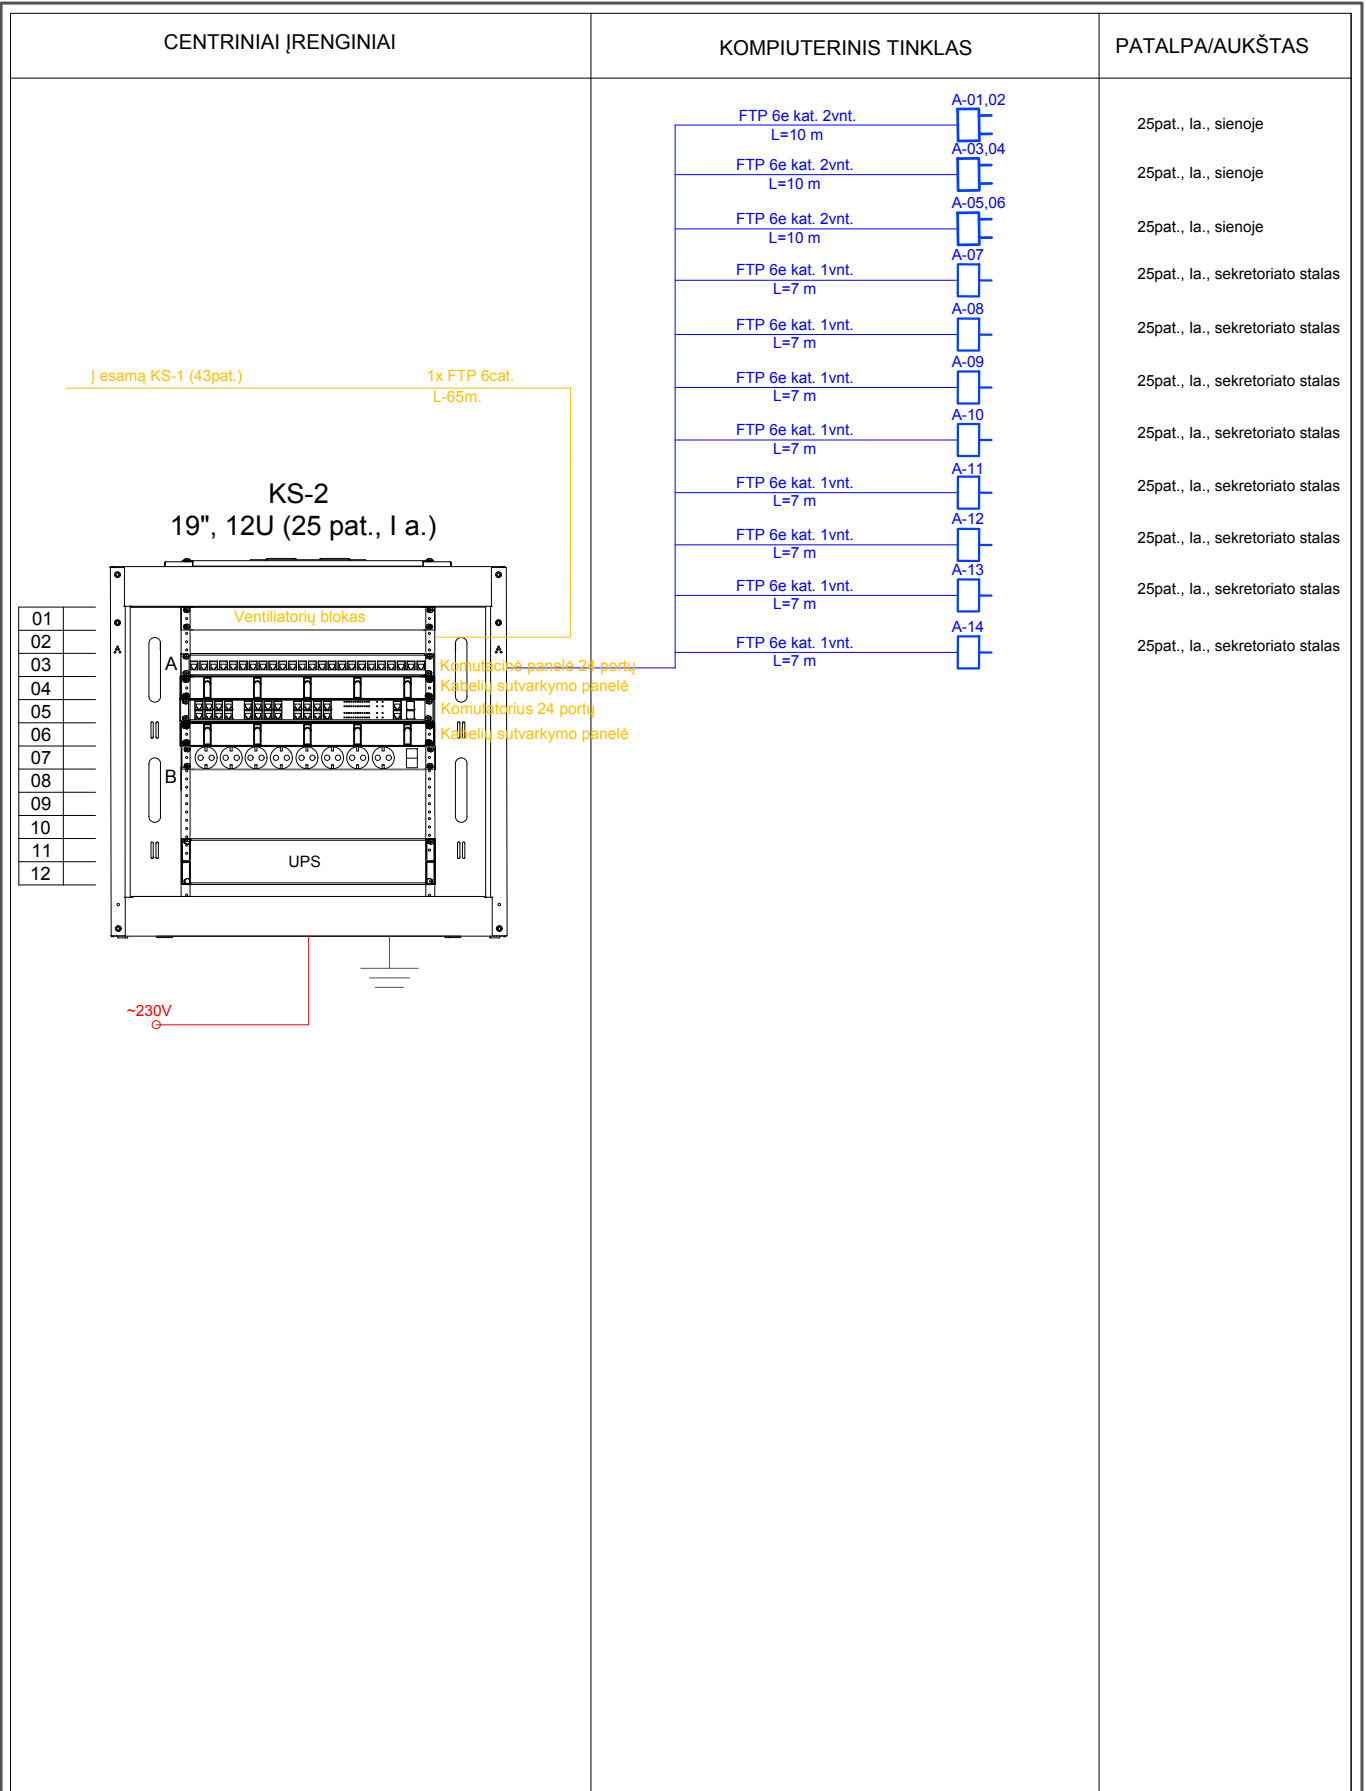 CENTRINIAI ĮRENGINIAI
KOMPIUTERINIS TINKLAS
PATALPA/AUKŠTAS
A-01,02
FTP 6e kat. 2vnt.
L=10 m
25pat., Ia., sienoje
A-03,04
FTP 6e kat. 2vnt.
L=10 m
25pat., Ia., sienoje
A-05,06
FTP 6e kat. 2vnt.
L=10 m
25pat., Ia., sienoje
A-07
FTP 6e kat. 1vnt.
L=7 m
25pat., Ia., sekretoriato stalas
A-08
FTP 6e kat. 1vnt.
L=7 m
25pat., Ia., sekretoriato stalas
A-09
FTP 6e kat. 1vnt.
L=7 m
25pat., Ia., sekretoriato stalas
A-10
FTP 6e kat. 1vnt.
L=7 m
25pat., Ia., sekretoriato stalas
A-11
FTP 6e kat. 1vnt.
L=7 m
25pat., Ia., sekretoriato stalas
A-12
FTP 6e kat. 1vnt.
L=7 m
25pat., Ia., sekretoriato stalas
A-13
FTP 6e kat. 1vnt.
L=7 m
25pat., Ia., sekretoriato stalas
A-14
FTP 6e kat. 1vnt.
L=7 m
25pat., Ia., sekretoriato stalas
Į esamą KS-1 (43pat.)
1x FTP 6cat.
L-65m.
KS-2
19", 12U (25 pat., I a.)
01
02
03
04
05
06
07
08
09
10
11
12
Ventiliatorių blokas
A
A
A
Komutacinė panelė 24 portų
Kabelių sutvarkymo panelė
Komutatorius 24 portų
Kabelių sutvarkymo panelė
B
UPS
~230V